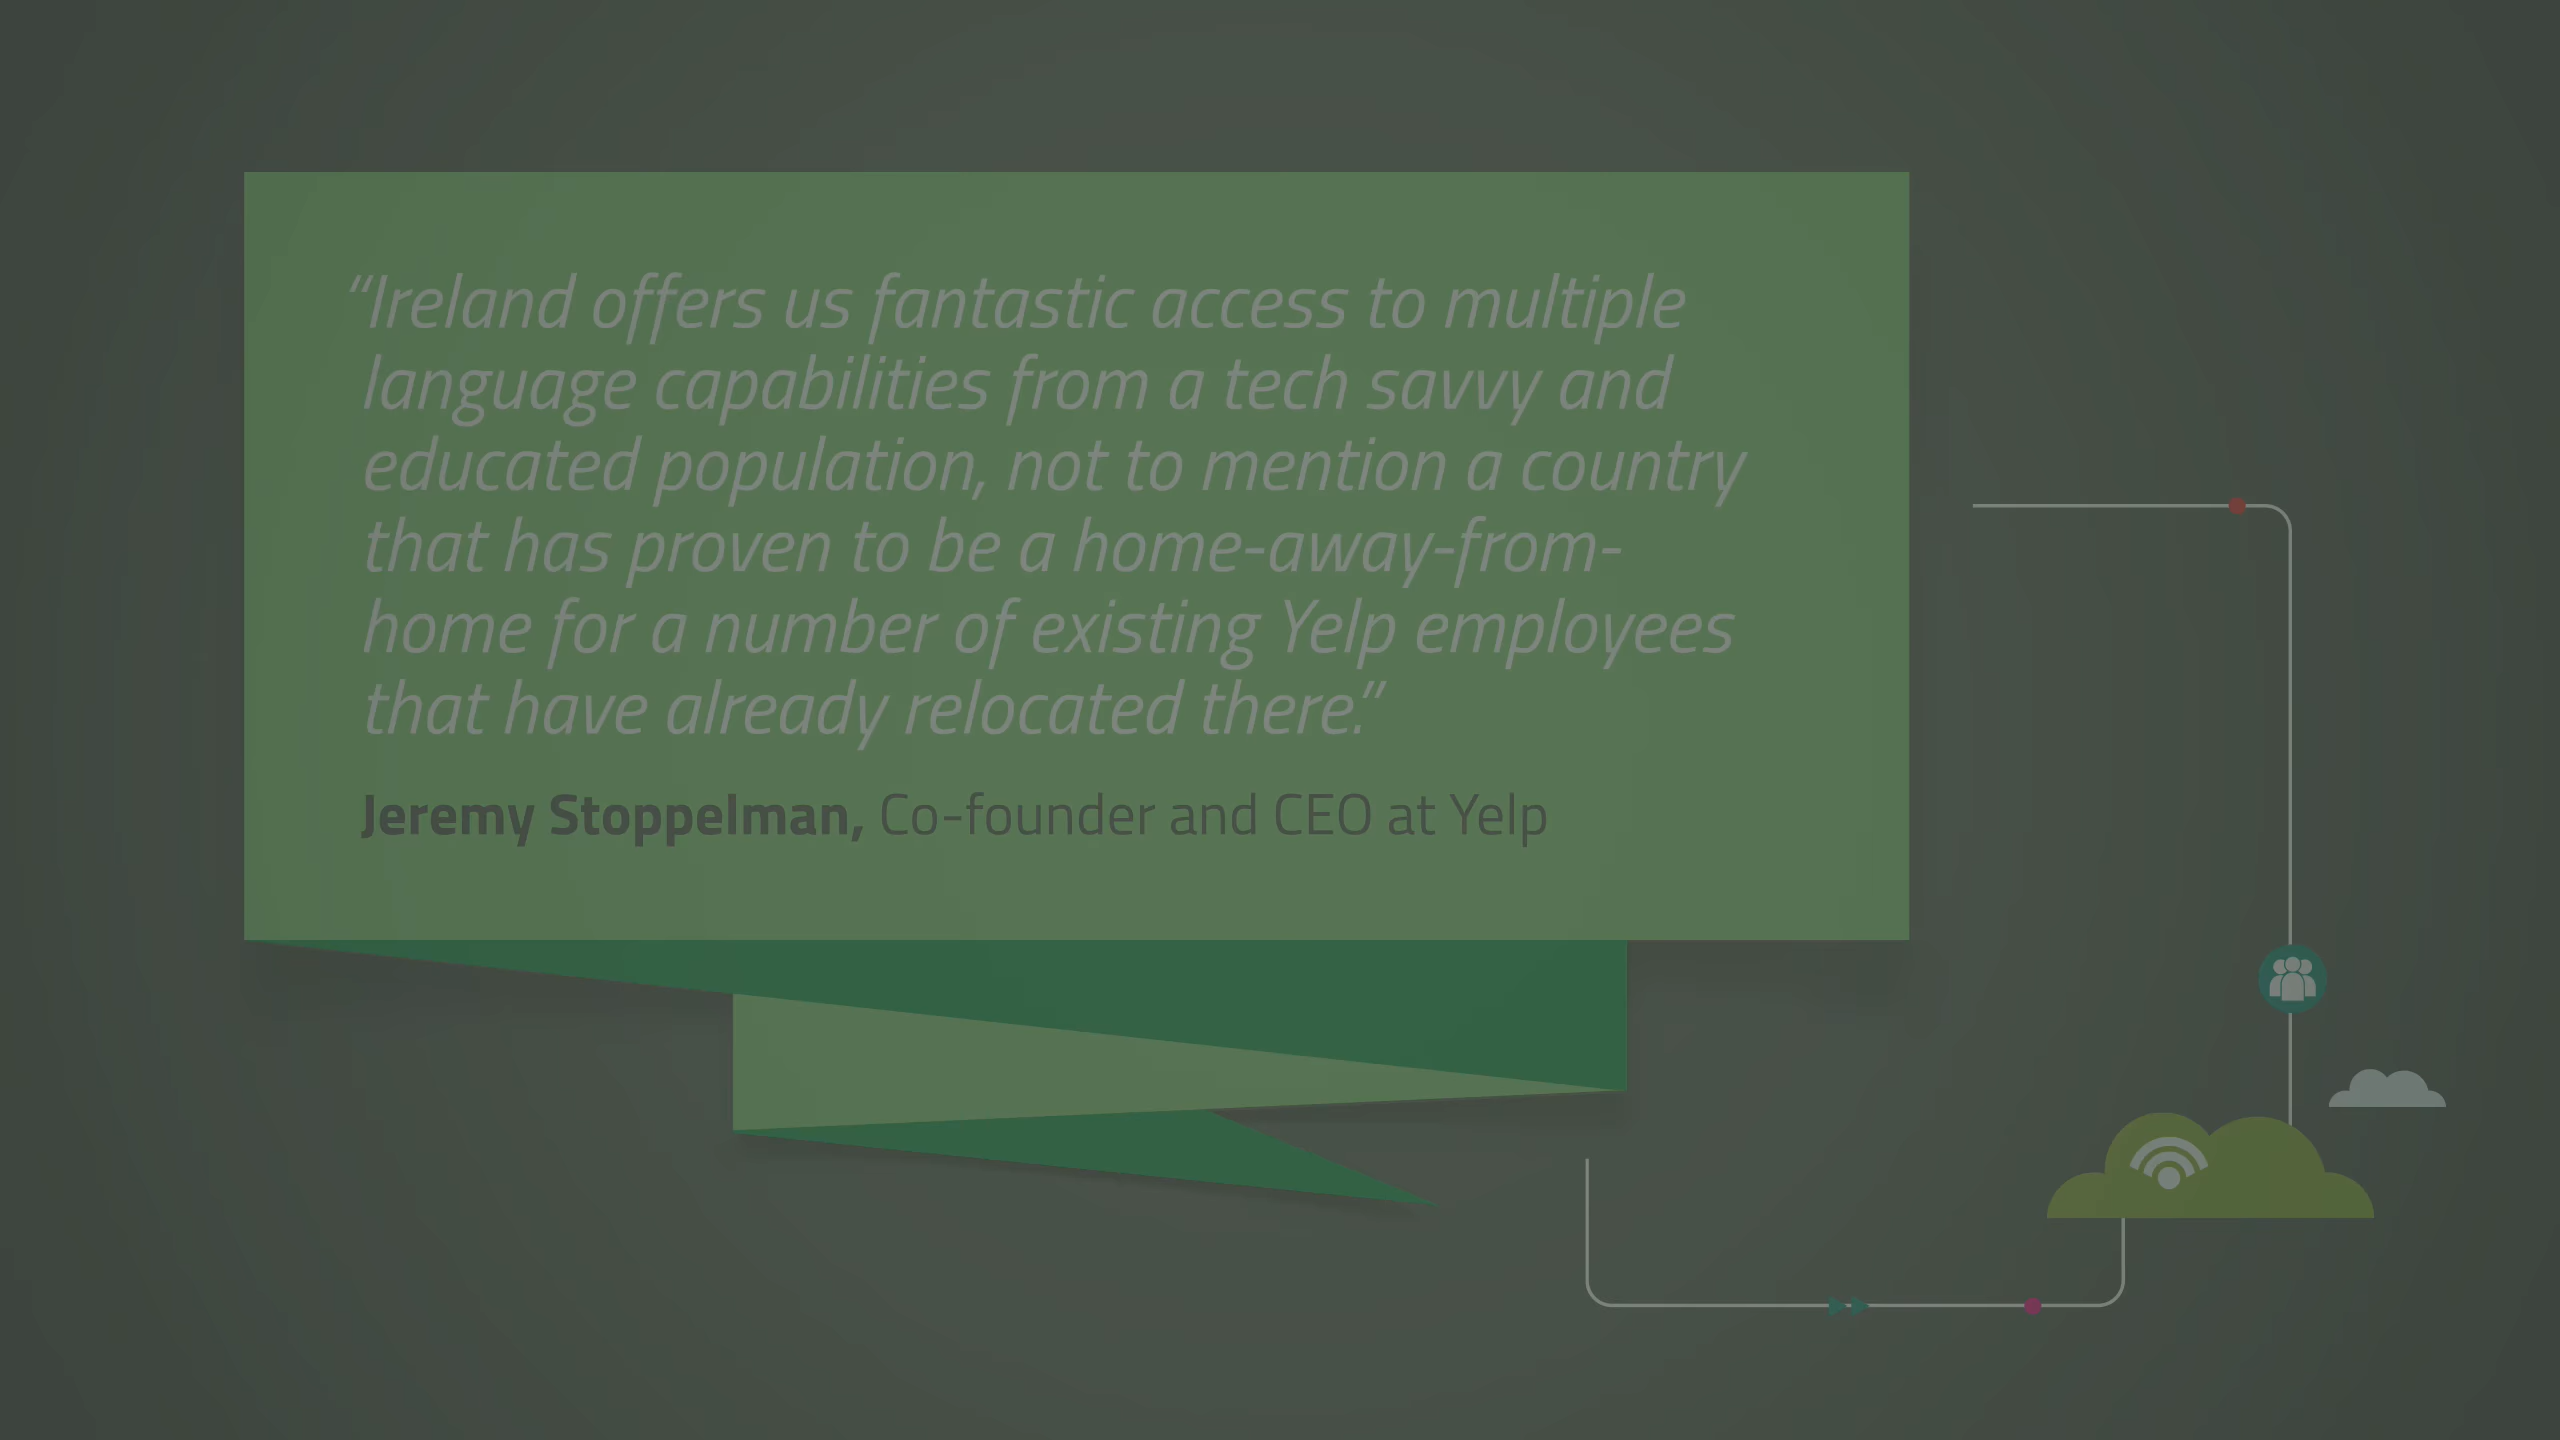 “Ireland offers us fantastic access to multiple
language capabilities from a tech savvy and
educated population, not to mention a country
that has proven to be a home-away-from-
home for a number of existing Yelp employees
that have already relocated there.”
Jeremy Stoppelman, Co-founder and CEO at Yelp